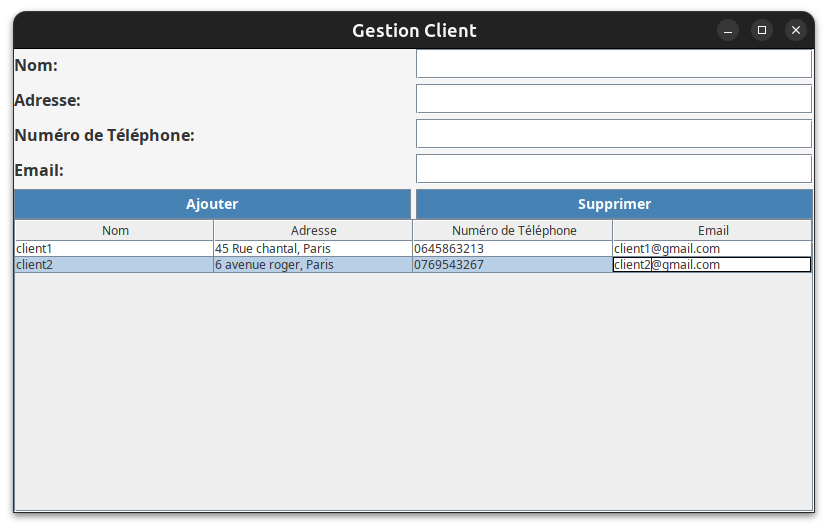 Gestion Client
Nom:
Adresse:
Numéro de Téléphone:
Email:
Ajouter Supprimer
Nom Adresse Numéro de Téléphone Email
client1 45 Rue chantal, Paris 0645863213 client1@gmail.com
client2 6 avenue roger, Paris 0769543267 client2@gmail.com